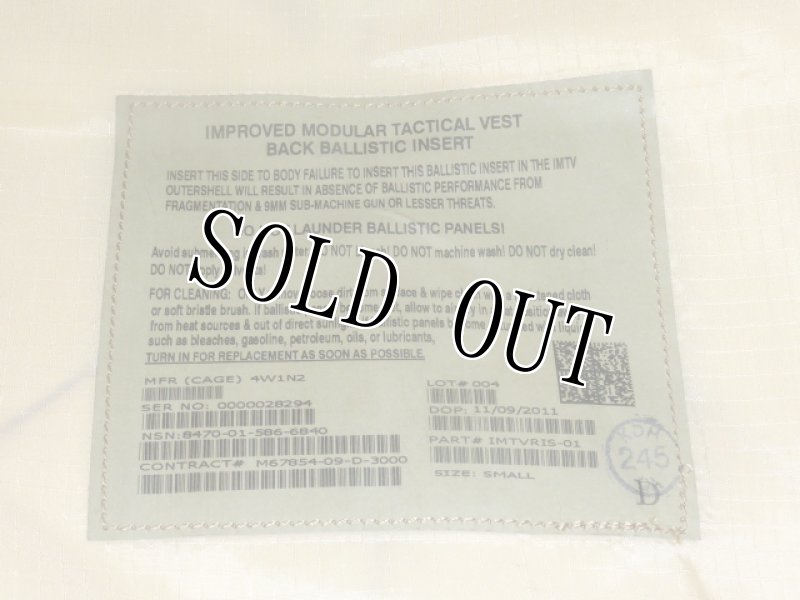 IMPROVED MODULAR TACTICAL VEST
BACK BALLISTIC INSERT
INSERT THIS SIDE TO BODY FAILURE TO INSERT THIS BALLISTIC INSERT IN THE IMTV
OUTERSHELL WILL RESULT IN ABSENCE OF BALLISTIC PERFORMANCE FROM
FRAGMENTATION & 9MM SUB-MACHINE GUN OR LESSER THREATS.
LAUNDER BALLISTIC PANELS!
Avoid DO NOT machine wash! DO NOT dry clean!
DO NOT
SOLD OUT
FOR CLEANING: & wipe cloth
or soft bristle brush. If allow to
from heat sources & out of direct
such as bleaches, gasoline, petroleum, oils, or lubricants,
TURN IN FOR REPLACEMENT AS SOON AS POSSIBLE.
MFR (CAGE) 4W1N2
LOT# 004
SER NO: 0000028294
DOP: 11/09/2011
NSN:8470-01-586-6840
PART# IMTVRIS-01
CONTRACT# M67854-09-D-3000
SIZE: SMALL
245
D